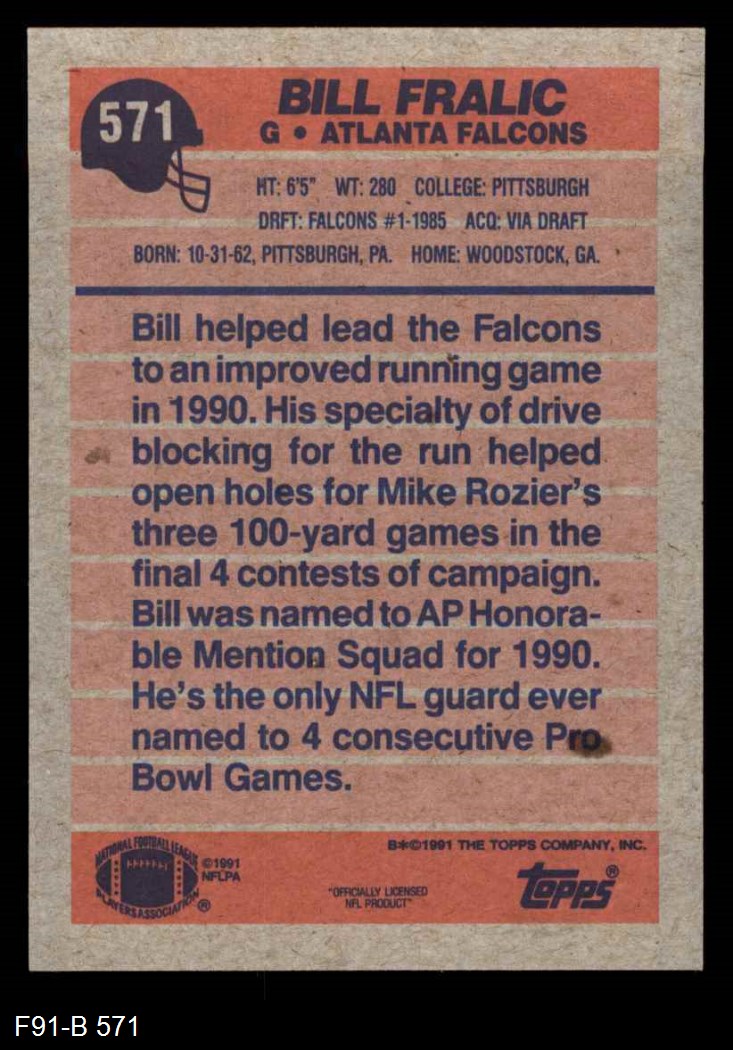 571
BILL FRALIC
G • ATLANTA FALCONS
HT: 6'5" WT: 280 COLLEGE: PITTSBURGH
DRFT: FALCONS #1-1985 ACQ: VIA DRAFT
BORN: 10-31-62, PITTSBURGH, PA. HOME: WOODSTOCK, GA.
Bill helped lead the Falcons
to an improved running game
in 1990. His specialty of drive
blocking for the run helped
open holes for Mike Rozier's
three 100-yard games in the
final 4 contests of campaign.
Bill was named to AP Honora-
ble Mention Squad for 1990.
He's the only NFL guard ever
named to 4 consecutive Pro
Bowl Games.
NATIONAL FOOTBALL LEAGUE
PLAYERS ASSOCIATION ®
©1991
NFLPA
B*©1991 THE TOPPS COMPANY, INC.
"OFFICIALLY LICENSED
NFL PRODUCT"
topps®
F91-B 571